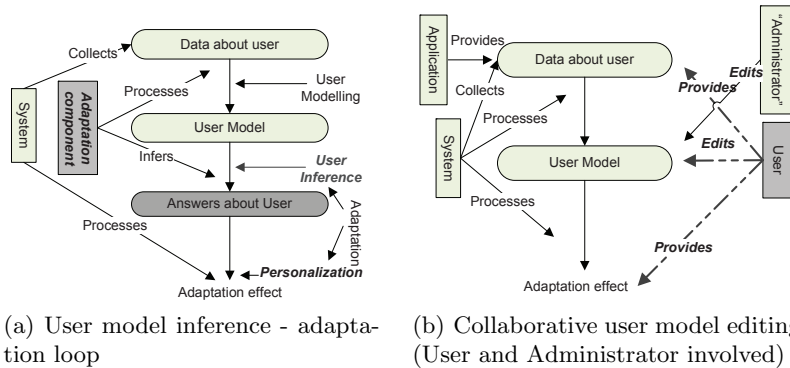 Data about user
Collects
Processes
User
Modelling
System
Adaptation
component
User Model
Infers
User
Inference
Answers about User
Processes
Adaptation
Personalization
Adaptation effect
(a) User model inference - adapta-
tion loop
Application
Provides
Data about user
Collects
"Administrator"
Edits
Provides
Processes
System
User Model
Edits
User
Processes
Provides
Adaptation effect
(b) Collaborative user model editing
(User and Administrator involved)